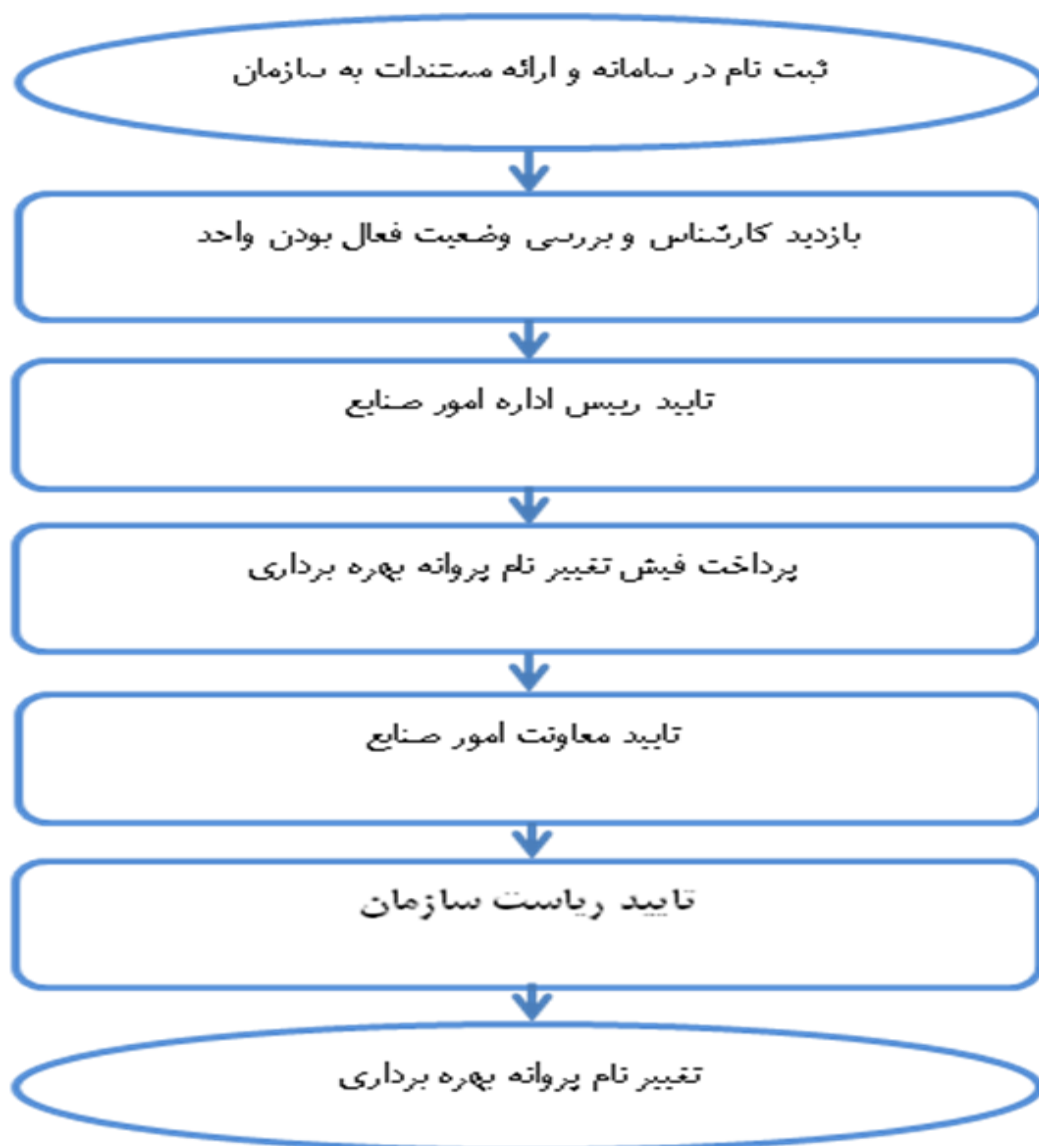 ثبت نام در سامانه و ارائه مستندات به سازمان
بازدید کارشناس و بررسی وضعیت فعال بودن واحد
تایید رییس اداره امور صنایع
پرداخت فیش تغییر نام پروانه بهره برداری
تایید معاونت امور صنایع
تایید ریاست سازمان
تغییر نام پروانه بهره برداری